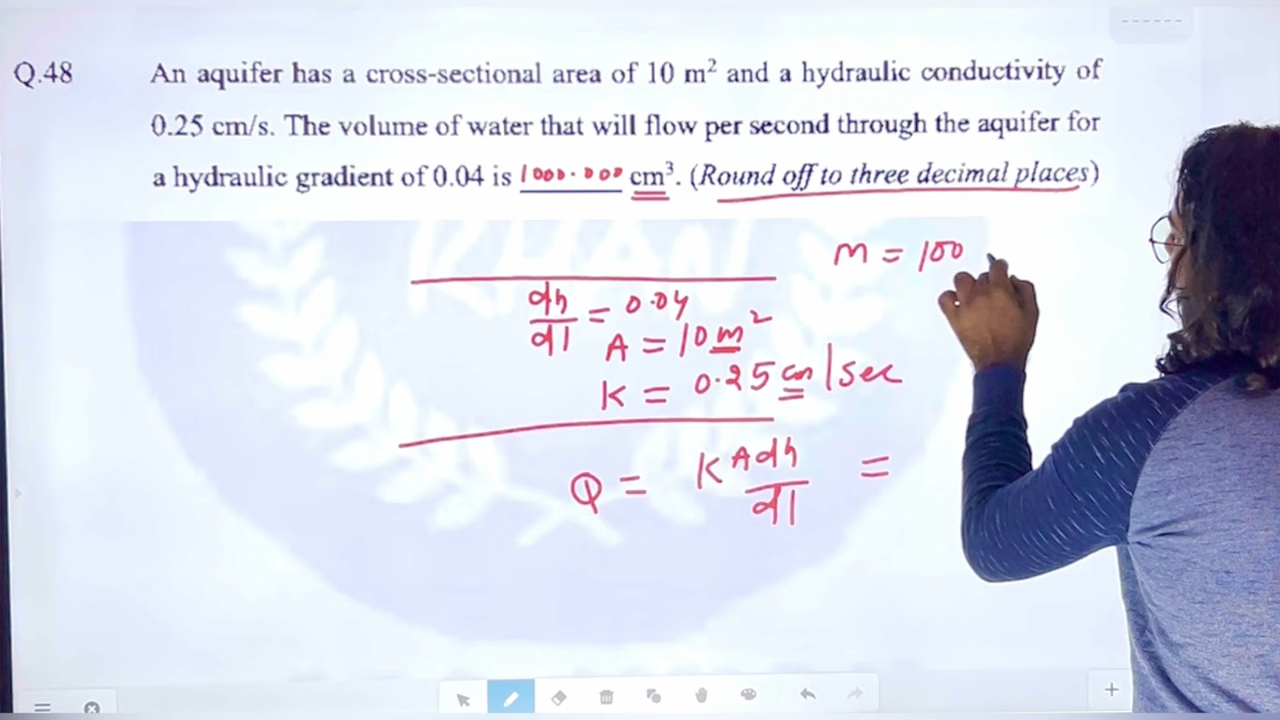 Q.48 An aquifer has a cross-sectional area of 10 m² and a hydraulic conductivity of
0.25 cm/s. The volume of water that will flow per second through the aquifer for
a hydraulic gradient of 0.04 is 1000.000 cm³. (Round off to three decimal places)
KHAN
m = 100
dh/dl = 0.04
A = 10 m²
K = 0.25 cm/sec
Q = K A dh/dl =